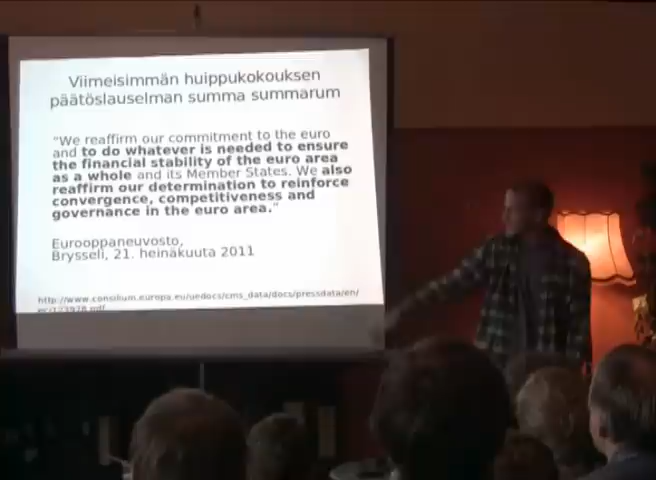 Viimeisimmän huippukokouksen
päätöslauselman summa summarum
"We reaffirm our commitment to the euro
and to do whatever is needed to ensure
the financial stability of the euro area
as a whole and its Member States. We also
reaffirm our determination to reinforce
convergence, competitiveness and
governance in the euro area."
Eurooppaneuvosto,
Brysseli, 21. heinäkuuta 2011
http://www.consilium.europa.eu/uedocs/cms_data/docs/pressdata/en/